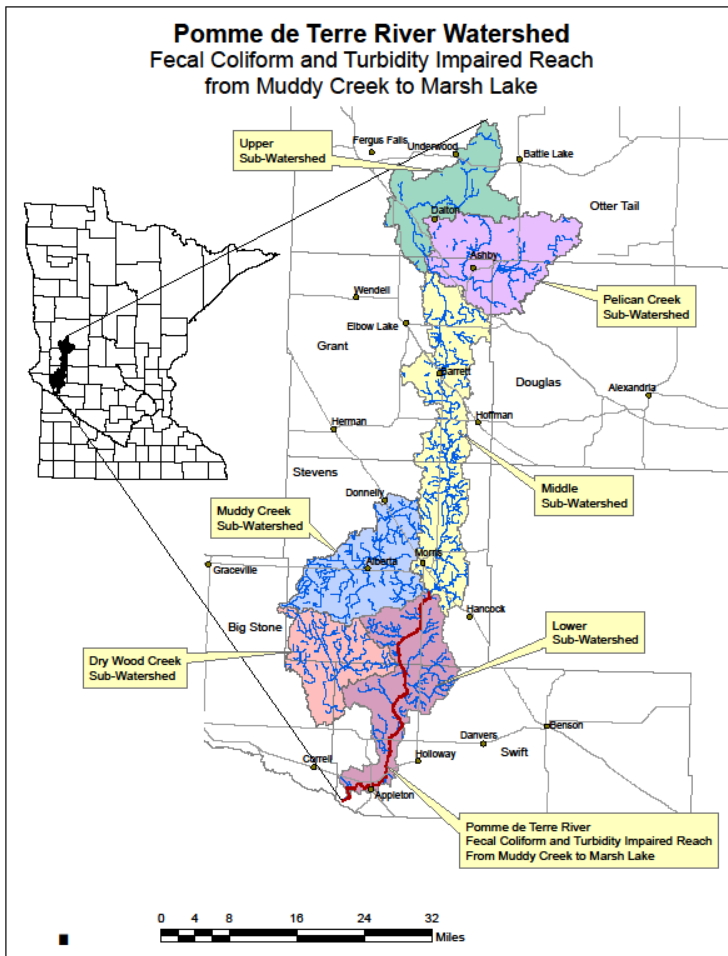 Pomme de Terre River Watershed
Fecal Coliform and Turbidity Impaired Reach
from Muddy Creek to Marsh Lake
Fergus Falls
Underwood
Upper
Sub-Watershed
Battle Lake
Otter Tail
Dalton
Ashby
Wendell
Pelican Creek
Sub-Watershed
Elbow Lake
Grant
Barrett
Douglas
Alexandria
Herman
Hoffman
Stevens
Donnelly
Middle
Sub-Watershed
Muddy Creek
Sub-Watershed
Morris
Alberta
Graceville
Hancock
Big Stone
Lower
Sub-Watershed
Dry Wood Creek
Sub-Watershed
Benson
Danvers
Swift
Correll
Holloway
Appleton
Pomme de Terre River
Fecal Coliform and Turbidity Impaired Reach
From Muddy Creek to Marsh Lake
0 4 8 16 24 32
Miles